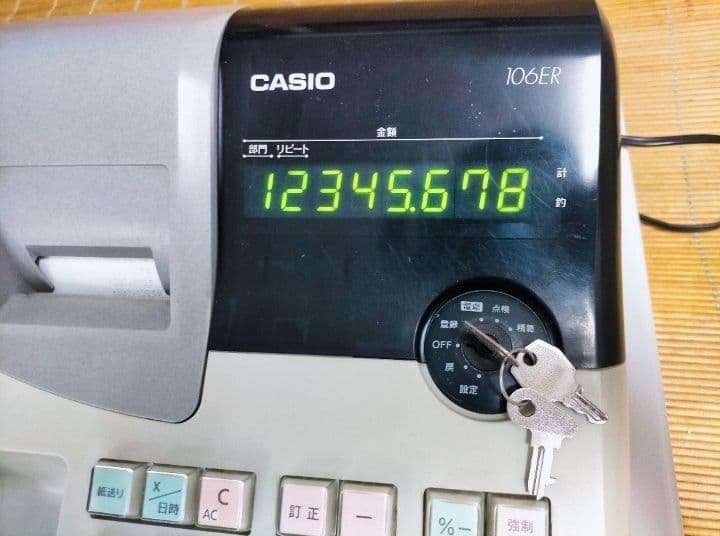 CASIO 106ER
金額
部門 リピート
12345.678
計
釣
電卓 点検
登録 精算
OFF
戻
設定
紙送り
X/日時
C
AC
訂正
－
%－
強制